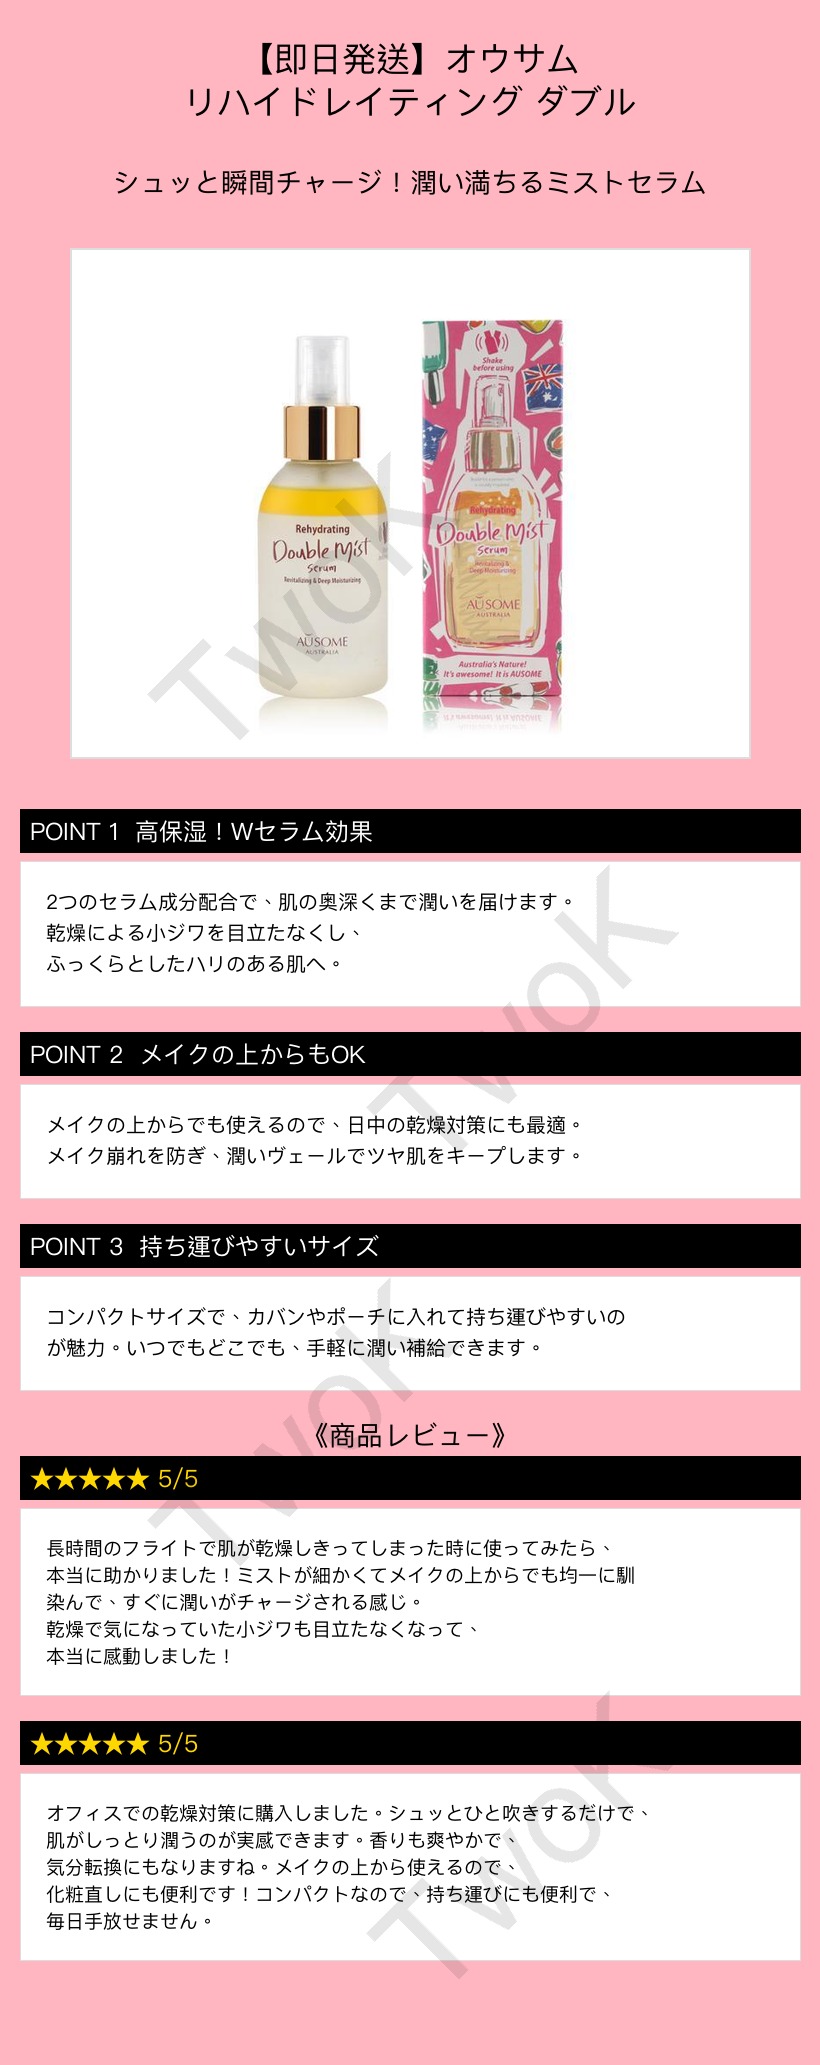 【即日発送】オウサム
リハイドレイティング ダブル
シュッと瞬間チャージ！潤い満ちるミストセラム
Rehydrating
Double Mist
Serum
Revitalizing & Deep Moisturizing
AUSOME
AUSTRALIA
Shake
before using
Rehydrating
Double Mist
Serum
Revitalizing &
Deep Moisturizing
AUSOME
AUSTRALIA
Australia's Nature!
It's awesome! It is AUSOME
TwoK
POINT 1 高保湿！Wセラム効果
2つのセラム成分配合で、肌の奥深くまで潤いを届けます。
乾燥による小ジワを目立たなくし、
ふっくらとしたハリのある肌へ。
TwoK
POINT 2 メイクの上からもOK
メイクの上からでも使えるので、日中の乾燥対策にも最適。
メイク崩れを防ぎ、潤いヴェールでツヤ肌をキープします。
POINT 3 持ち運びやすいサイズ
コンパクトサイズで、カバンやポーチに入れて持ち運びやすいの
が魅力。いつでもどこでも、手軽に潤い補給できます。
TwoK
《商品レビュー》
★★★★★ 5/5
長時間のフライトで肌が乾燥しきってしまった時に使ってみたら、
本当に助かりました！ミストが細かくてメイクの上からでも均一に馴
染んで、すぐに潤いがチャージされる感じ。
乾燥で気になっていた小ジワも目立たなくなって、
本当に感動しました！
★★★★★ 5/5
オフィスでの乾燥対策に購入しました。シュッとひと吹きするだけで、
肌がしっとり潤うのが実感できます。香りも爽やかで、
気分転換にもなりますね。メイクの上から使えるので、
化粧直しにも便利です！コンパクトなので、持ち運びにも便利で、
毎日手放せません。
TwoK